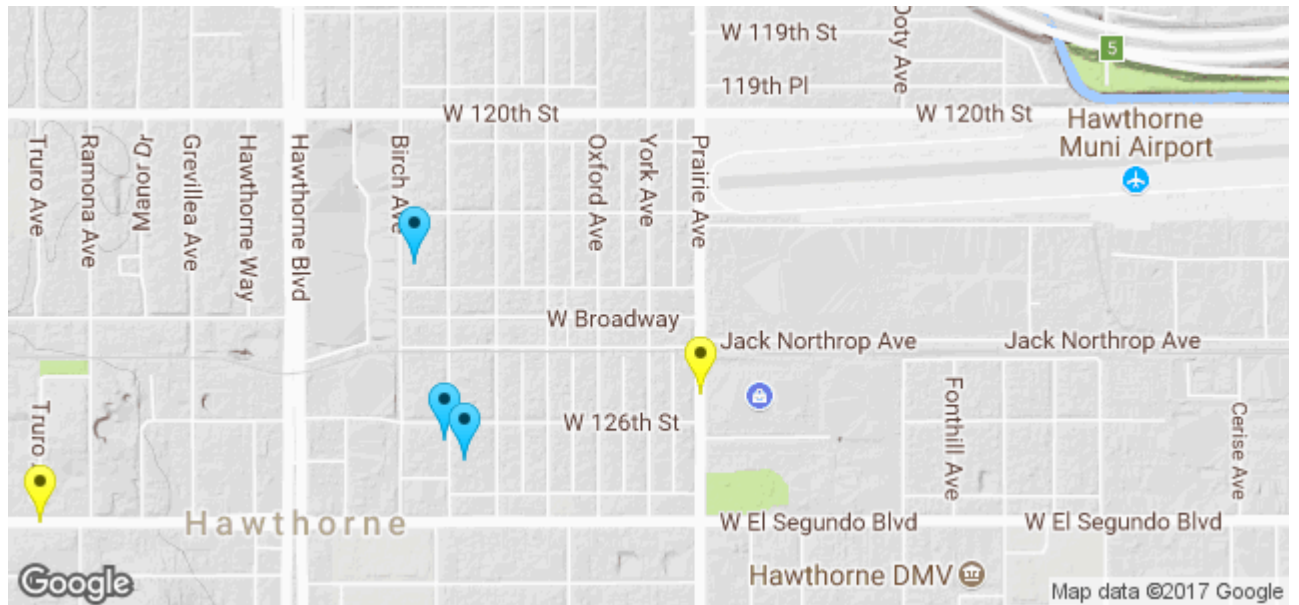 W 119th St
Doty Ave
5
119th Pl
W 120th St
W 120th St
Hawthorne
Muni Airport
Truro Ave
Ramona Ave
Manor Dr
Grevillea Ave
Hawthorne Way
Hawthorne Blvd
Birch Ave
Oxford Ave
York Ave
Prairie Ave
W Broadway
Jack Northrop Ave
Jack Northrop Ave
Truro
W 126th St
Fonthill Ave
Cerise Ave
Hawthorne
W El Segundo Blvd
W El Segundo Blvd
Google
Hawthorne DMV
Map data ©2017 Google